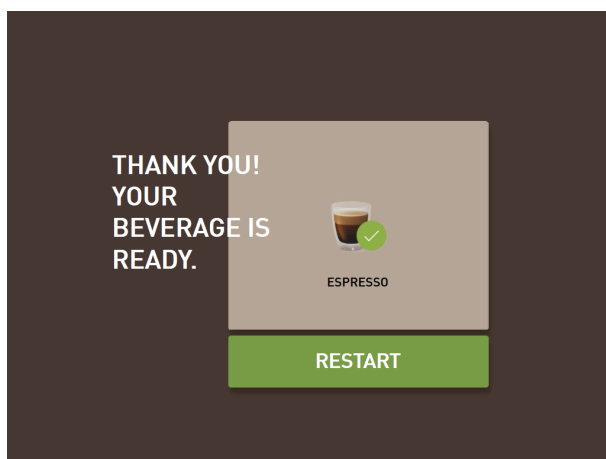 THANK YOU!
YOUR
BEVERAGE IS
READY.
ESPRESSO
RESTART